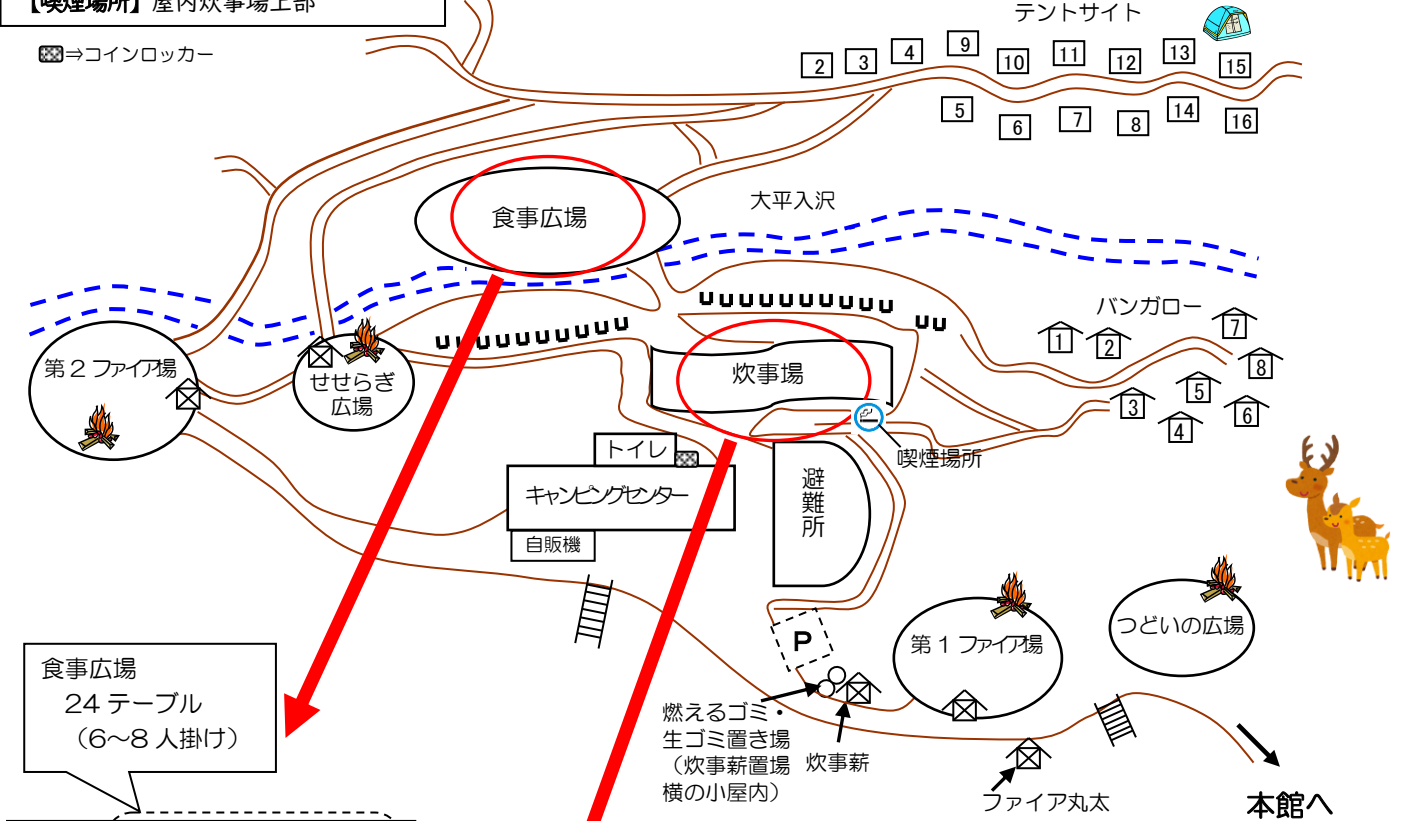 【喫煙場所】屋内炊事場上部
⇒コインロッカー
テントサイト
2
3
4
9
10
11
12
13
15
5
6
7
8
14
16
食事広場
大平入沢
バンガロー
1
2
7
8
3
5
4
6
第2ファイア場
せせらぎ
広場
炊事場
喫煙場所
トイレ
キャンピングセンター
自販機
避難所
P
第1ファイア場
つどいの広場
食事広場
24テーブル
（6～8人掛け）
燃えるゴミ・
生ゴミ置き場
（炊事薪置場
横の小屋内）
炊事薪
ファイア丸太
本館へ